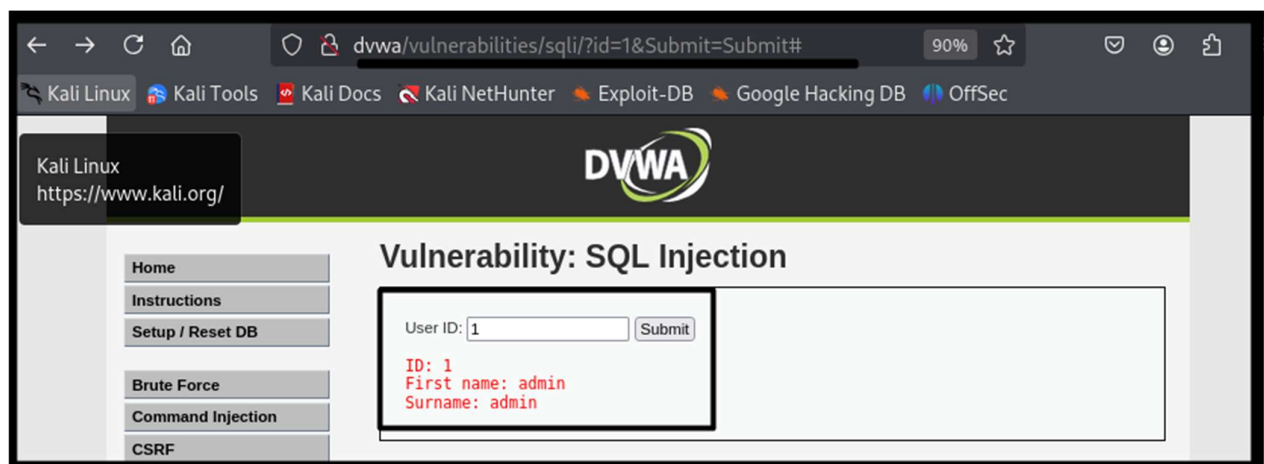 dvwa/vulnerabilities/sqli/?id=1&Submit=Submit# 90%
Kali Linux Kali Tools Kali Docs Kali NetHunter Exploit-DB Google Hacking DB OffSec
Kali Linux
https://www.kali.org/
DVWA
Vulnerability: SQL Injection
Home
Instructions
Setup / Reset DB
Brute Force
Command Injection
CSRF
User ID: 1 Submit
ID: 1
First name: admin
Surname: admin